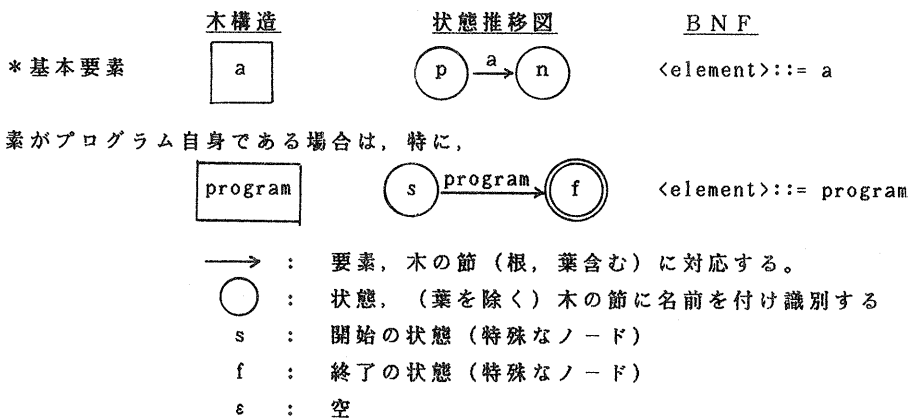 木構造 状態推移図 BNF
*基本要素 a p a n <element>::= a
素がプログラム自身である場合は，特に，
program s program f <element>::= program
→ : 要素，木の節（根，葉含む）に対応する。
○ : 状態，（葉を除く）木の節に名前を付け識別する
s : 開始の状態（特殊なノード）
f : 終了の状態（特殊なノード）
ε : 空